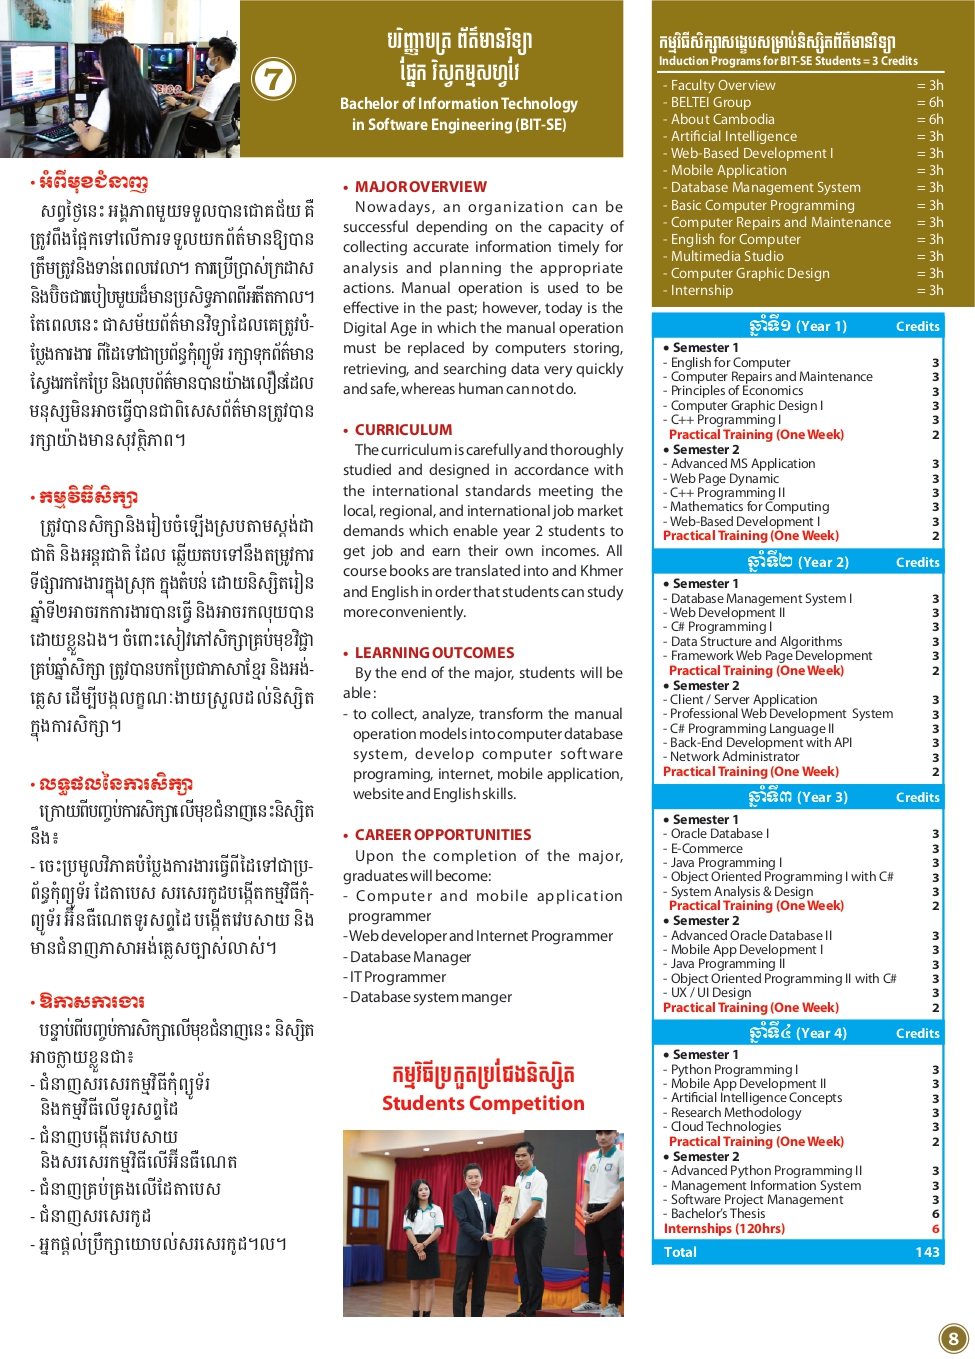 7
បរិញ្ញាបត្រ ព័ត៌មានវិទ្យា
ផ្នែក វិស្វកម្មសហ្វវែរ
Bachelor of Information Technology
in Software Engineering (BIT-SE)
• អំពីមុខជំនាញ
សព្វថ្ងៃនេះ អង្គភាពមួយទទួលបានជោគជ័យ គឺ
ត្រូវពឹងផ្អែកទៅលើការទទួលយកព័ត៌មានឱ្យបាន
ត្រឹមត្រូវនិងទាន់ពេលវេលា។ ការប្រើប្រាស់ក្រដាស
និងប៊ិចជារបៀបមួយដ៏មានប្រសិទ្ធភាពពីអតីតកាល។
តែពេលនេះ ជាសម័យព័ត៌មានវិទ្យាដែលគេត្រូវបំ-
ប្លែងការងារ ពីដៃទៅជាប្រព័ន្ធកុំព្យូទ័រ រក្សាទុកព័ត៌មាន
ស្វែងរកកែប្រែ និងលុបព័ត៌មានបានយ៉ាងលឿនដែល
មនុស្សមិនអាចធ្វើបានជាពិសេសព័ត៌មានត្រូវបាន
រក្សាយ៉ាងមានសុវត្ថិភាព។
• កម្មវិធីសិក្សា
ត្រូវបានសិក្សានិងរៀបចំឡើងស្របតាមស្តង់ដា
ជាតិ និងអន្តរជាតិ ដែល ឆ្លើយតបទៅនឹងតម្រូវការ
ទីផ្សារការងារក្នុងស្រុក ក្នុងតំបន់ ដោយនិស្សិតរៀន
ឆ្នាំទី២អាចរកការងារបានធ្វើ និងអាចរកលុយបាន
ដោយខ្លួនឯង។ ចំពោះសៀវភៅសិក្សាគ្រប់មុខវិជ្ជា
គ្រប់ឆ្នាំសិក្សា ត្រូវបានបកប្រែជាភាសាខ្មែរ និងអង់-
គ្លេស ដើម្បីបង្កលក្ខណៈងាយស្រួលដល់និស្សិត
ក្នុងការសិក្សា។
• លទ្ធផលនៃការសិក្សា
ក្រោយពីបញ្ចប់ការសិក្សាលើមុខជំនាញនេះនិស្សិត
នឹង៖
- ចេះប្រមូលវិភាគបំប្លែងការងារធ្វើពីដៃទៅជាប្រ-
ព័ន្ធកុំព្យូទ័រ ដែតាបេស សរសេរកូដបង្កើតកម្មវិធីកុំ-
ព្យូទ័រ អ៊ីនធឺណេតទូរសព្ទដៃ បង្កើតវេបសាយ និង
មានជំនាញភាសាអង់គ្លេសច្បាស់លាស់។
• ឱកាសការងារ
បន្ទាប់ពីបញ្ចប់ការសិក្សាលើមុខជំនាញនេះ និស្សិត
អាចក្លាយខ្លួនជា៖
- ជំនាញសរសេរកម្មវិធីកុំព្យូទ័រ
និងកម្មវិធីលើទូរសព្ទដៃ
- ជំនាញបង្កើតវេបសាយ
និងសរសេរកម្មវិធីលើអ៊ីនធឺណេត
- ជំនាញគ្រប់គ្រងលើដែតាបេស
- ជំនាញសរសេរកូដ
- អ្នកផ្តល់ប្រឹក្សាយោបល់សរសេរកូដ។ល។
• MAJOR OVERVIEW
Nowadays, an organization can be
successful depending on the capacity of
collecting accurate information timely for
analysis and planning the appropriate
actions. Manual operation is used to be
effective in the past; however, today is the
Digital Age in which the manual operation
must be replaced by computers storing,
retrieving, and searching data very quickly
and safe, whereas human can not do.
• CURRICULUM
The curriculum is carefully and thoroughly
studied and designed in accordance with
the international standards meeting the
local, regional, and international job market
demands which enable year 2 students to
get job and earn their own incomes. All
course books are translated into and Khmer
and English in order that students can study
more conveniently.
• LEARNING OUTCOMES
By the end of the major, students will be
able :
- to collect, analyze, transform the manual
operation models into computer database
system, develop computer software
programing, internet, mobile application,
website and English skills.
• CAREER OPPORTUNITIES
Upon the completion of the major,
graduates will become:
- Computer and mobile application
programmer
- Web developer and Internet Programmer
- Database Manager
- IT Programmer
- Database system manger
កម្មវិធីប្រកួតប្រជែងនិស្សិត
Students Competition
កម្មវិធីសិក្សាសង្ខេបសម្រាប់និស្សិតព័ត៌មានវិទ្យា
Induction Programs for BIT-SE Students = 3 Credits
- Faculty Overview = 3h
- BELTEI Group = 6h
- About Cambodia = 6h
- Artificial Intelligence = 3h
- Web-Based Development I = 3h
- Mobile Application = 3h
- Database Management System = 3h
- Basic Computer Programming = 3h
- Computer Repairs and Maintenance = 3h
- English for Computer = 3h
- Multimedia Studio = 3h
- Computer Graphic Design = 3h
- Internship = 3h
ឆ្នាំទី១ (Year 1) Credits
• Semester 1
- English for Computer 3
- Computer Repairs and Maintenance 3
- Principles of Economics 3
- Computer Graphic Design I 3
- C++ Programming I 3
Practical Training (One Week) 2
• Semester 2
- Advanced MS Application 3
- Web Page Dynamic 3
- C++ Programming II 3
- Mathematics for Computing 3
- Web-Based Development I 3
Practical Training (One Week) 2
ឆ្នាំទី២ (Year 2) Credits
• Semester 1
- Database Management System I 3
- Web Development II 3
- C# Programming I 3
- Data Structure and Algorithms 3
- Framework Web Page Development 3
Practical Training (One Week) 2
• Semester 2
- Client / Server Application 3
- Professional Web Development System 3
- C# Programming Language II 3
- Back-End Development with API 3
- Network Administrator 3
Practical Training (One Week) 2
ឆ្នាំទី៣ (Year 3) Credits
• Semester 1
- Oracle Database I 3
- E-Commerce 3
- Java Programming I 3
- Object Oriented Programming I with C# 3
- System Analysis & Design 3
Practical Training (One Week) 2
• Semester 2
- Advanced Oracle Database II 3
- Mobile App Development I 3
- Java Programming II 3
- Object Oriented Programming II with C# 3
- UX / UI Design 3
Practical Training (One Week) 2
ឆ្នាំទី៤ (Year 4) Credits
• Semester 1
- Python Programming I 3
- Mobile App Development II 3
- Artificial Intelligence Concepts 3
- Research Methodology 3
- Cloud Technologies 3
Practical Training (One Week) 2
• Semester 2
- Advanced Python Programming II 3
- Management Information System 3
- Software Project Management 3
- Bachelor's Thesis 6
Internships (120hrs) 6
Total 143
8